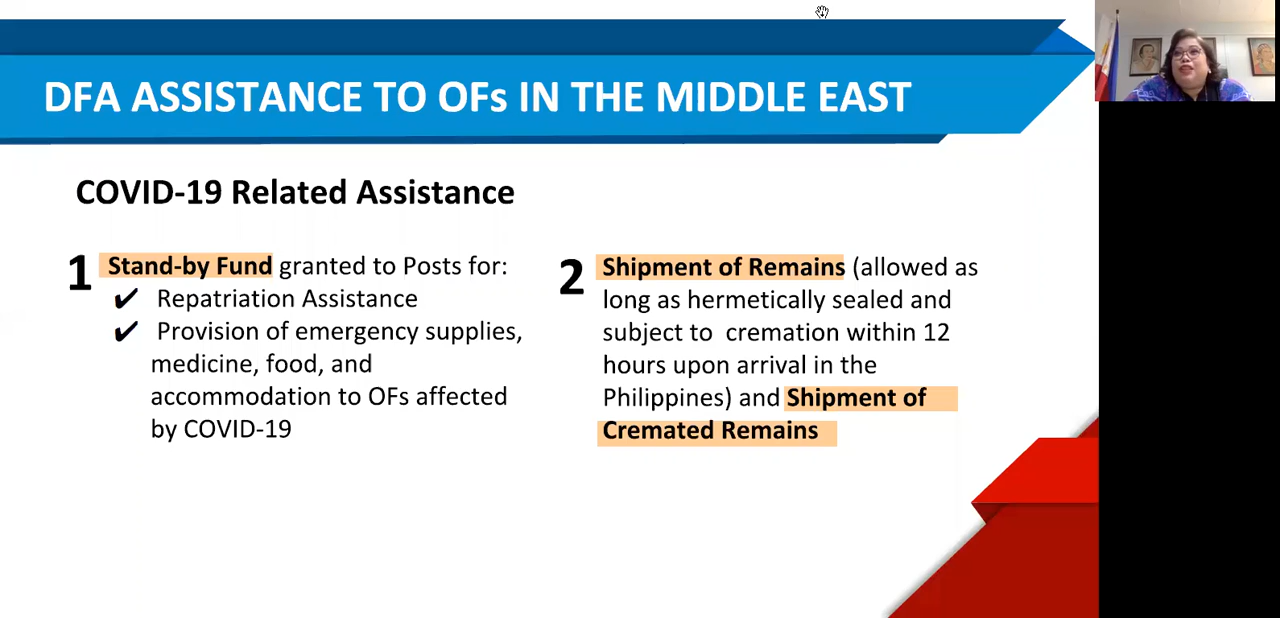 DFA ASSISTANCE TO OFs IN THE MIDDLE EAST
COVID-19 Related Assistance
1 Stand-by Fund granted to Posts for:
✔ Repatriation Assistance
✔ Provision of emergency supplies,
medicine, food, and
accommodation to OFs affected
by COVID-19
2 Shipment of Remains (allowed as
long as hermetically sealed and
subject to cremation within 12
hours upon arrival in the
Philippines) and Shipment of
Cremated Remains